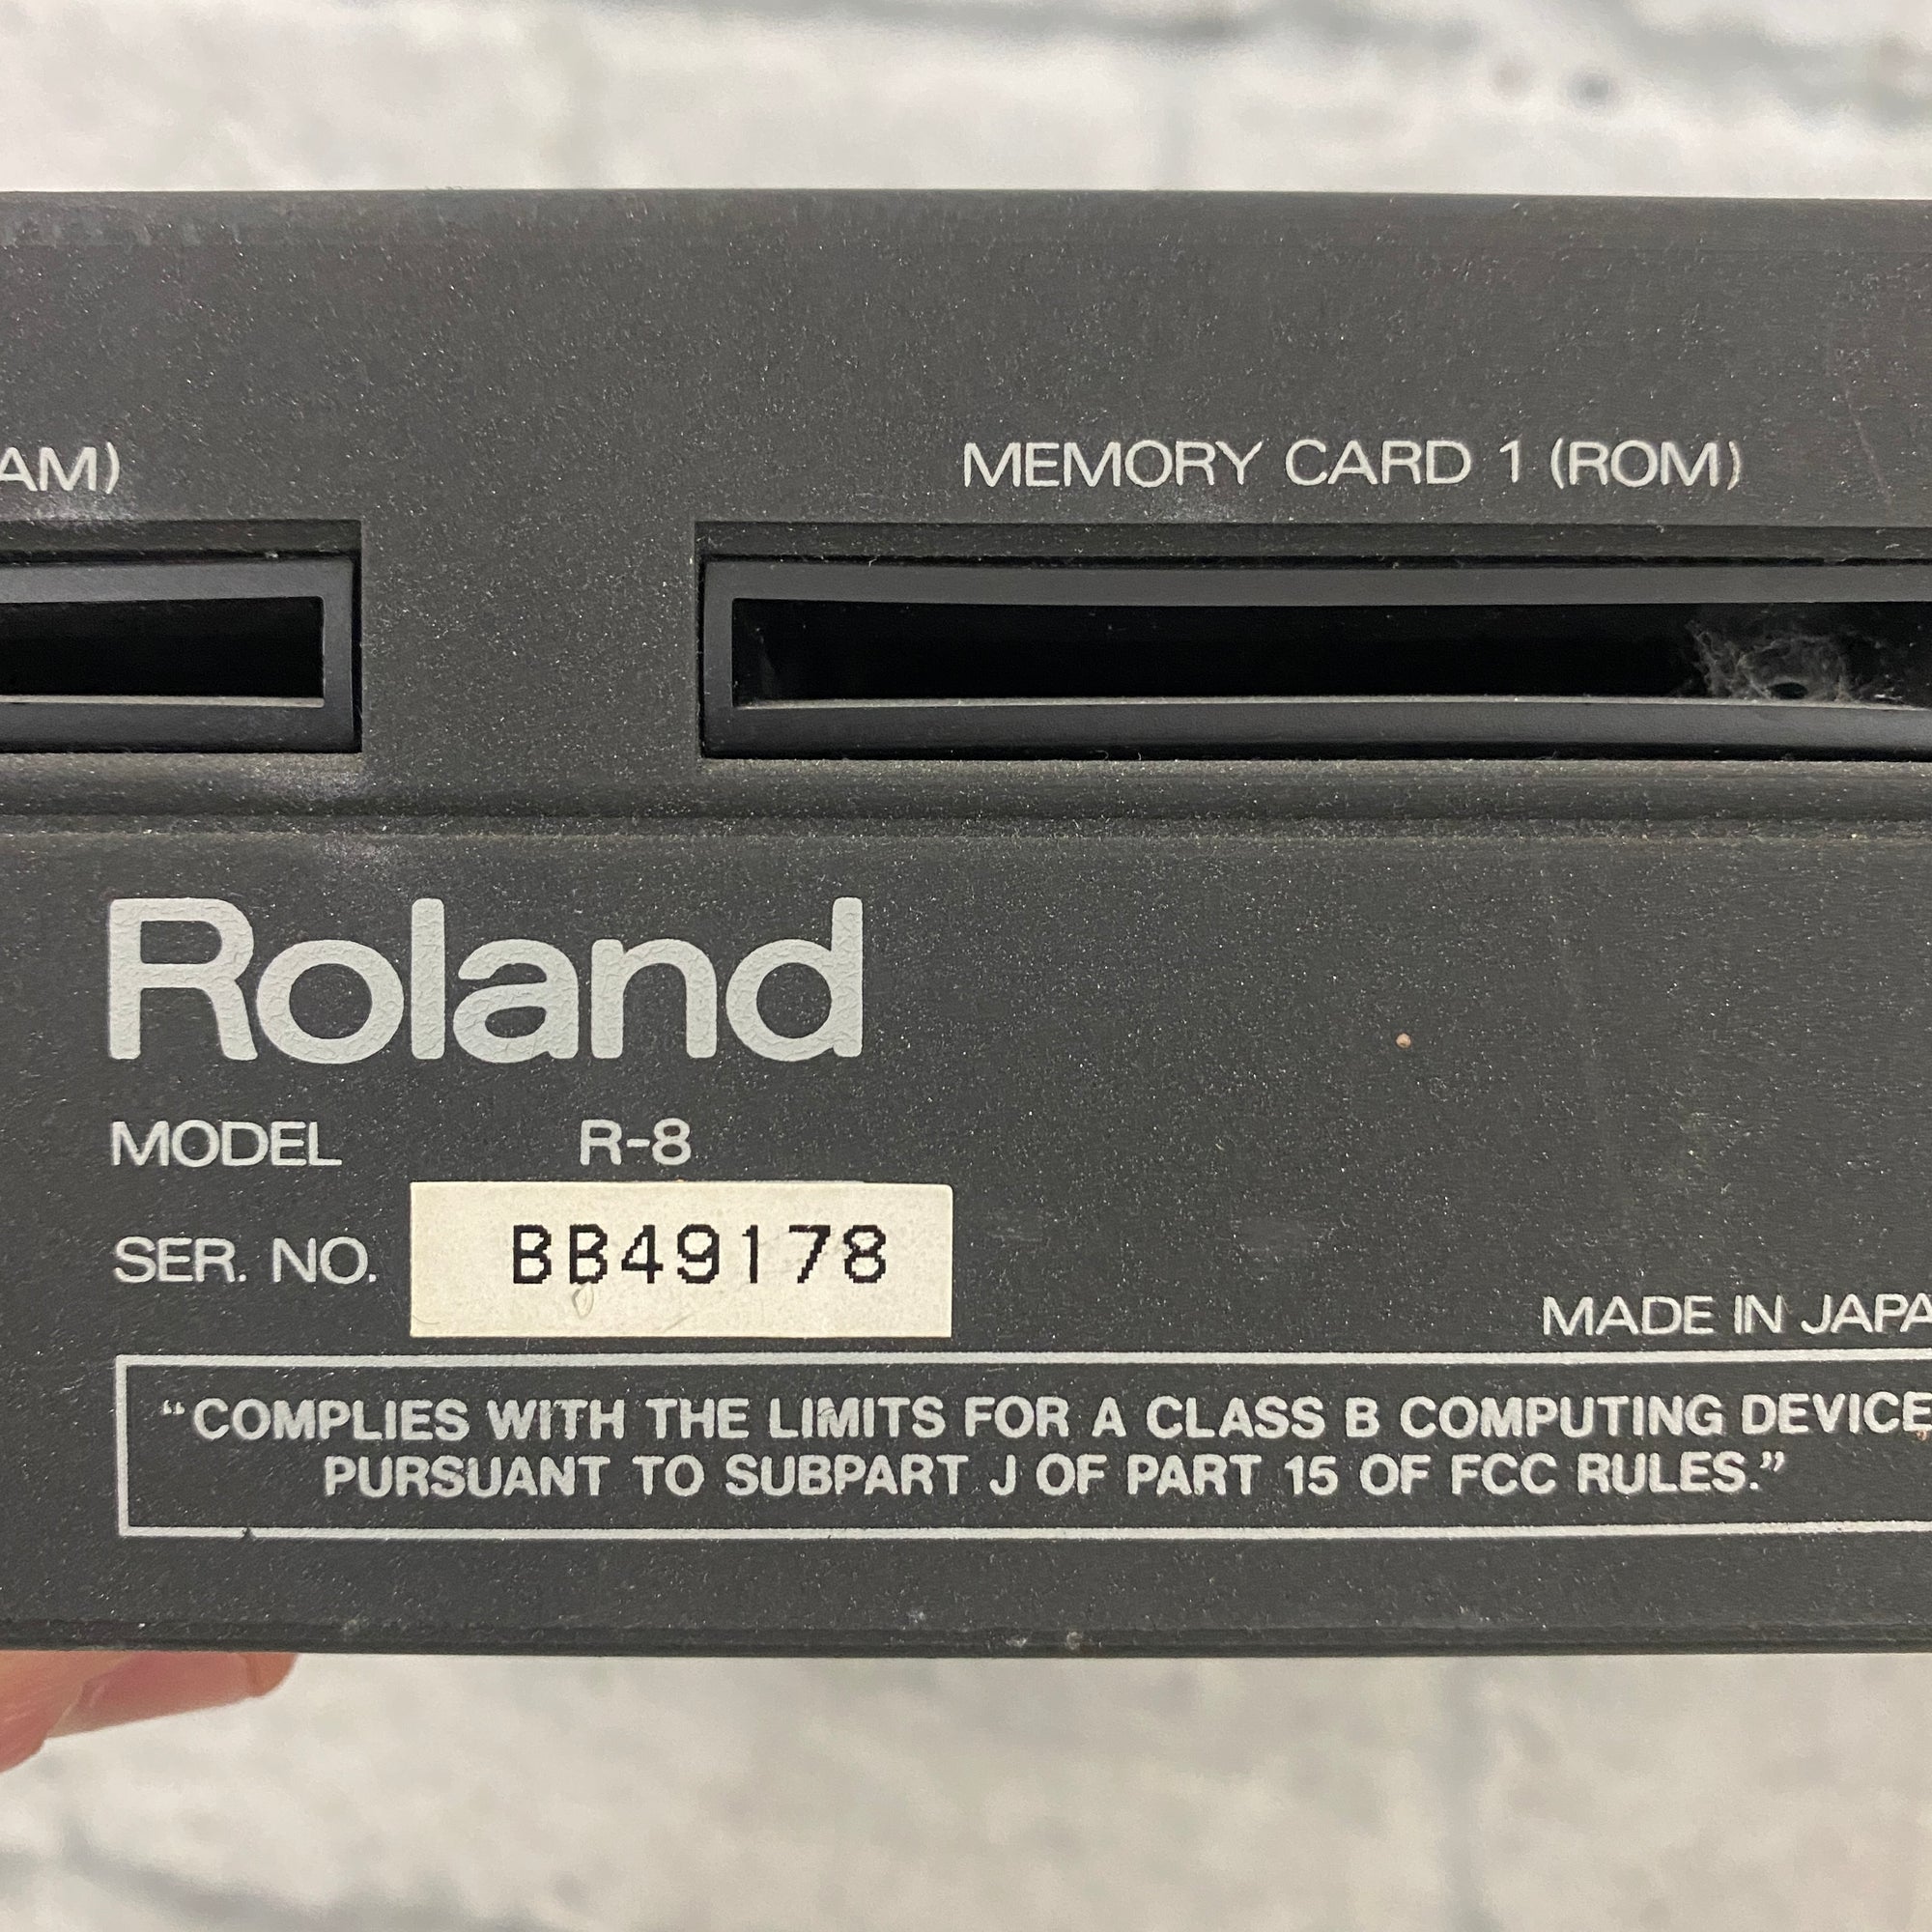 AM)
MEMORY CARD 1 (ROM)
Roland
MODEL R-8
SER. NO. BB49178
MADE IN JAPA
“COMPLIES WITH THE LIMITS FOR A CLASS B COMPUTING DEVICE
PURSUANT TO SUBPART J OF PART 15 OF FCC RULES.”